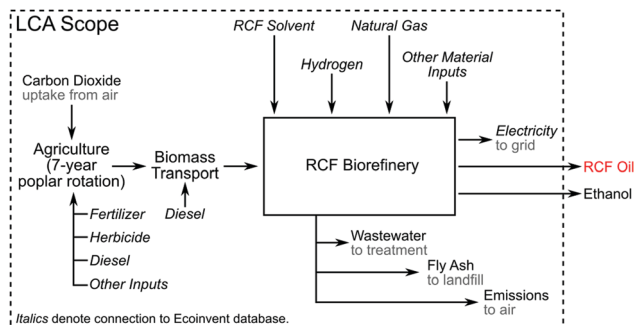 LCA Scope
RCF Solvent
Natural Gas
Hydrogen
Other Material
Inputs
Carbon Dioxide
uptake from air
Agriculture
(7-year
poplar rotation)
Biomass
Transport
RCF Biorefinery
Electricity
to grid
RCF Oil
Ethanol
Fertilizer
Herbicide
Diesel
Other Inputs
Diesel
Wastewater
to treatment
Fly Ash
to landfill
Emissions
to air
Italics denote connection to Ecoinvent database.